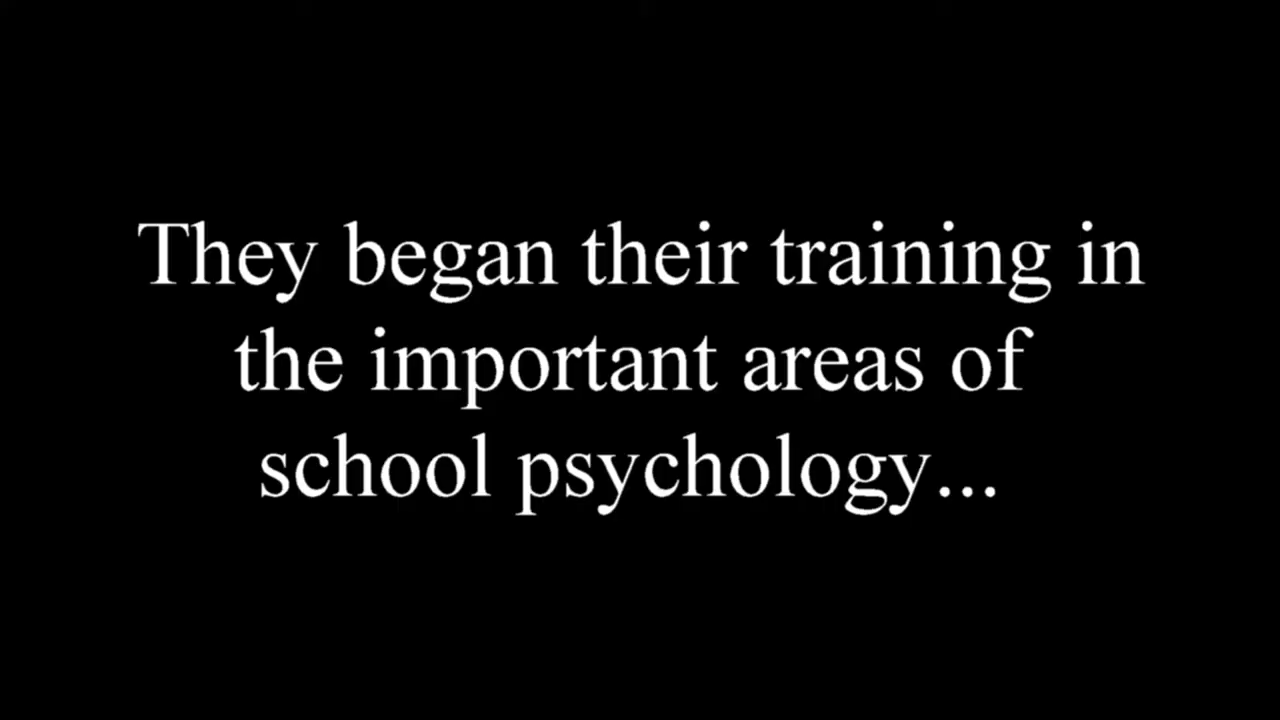 They began their training in
the important areas of
school psychology...